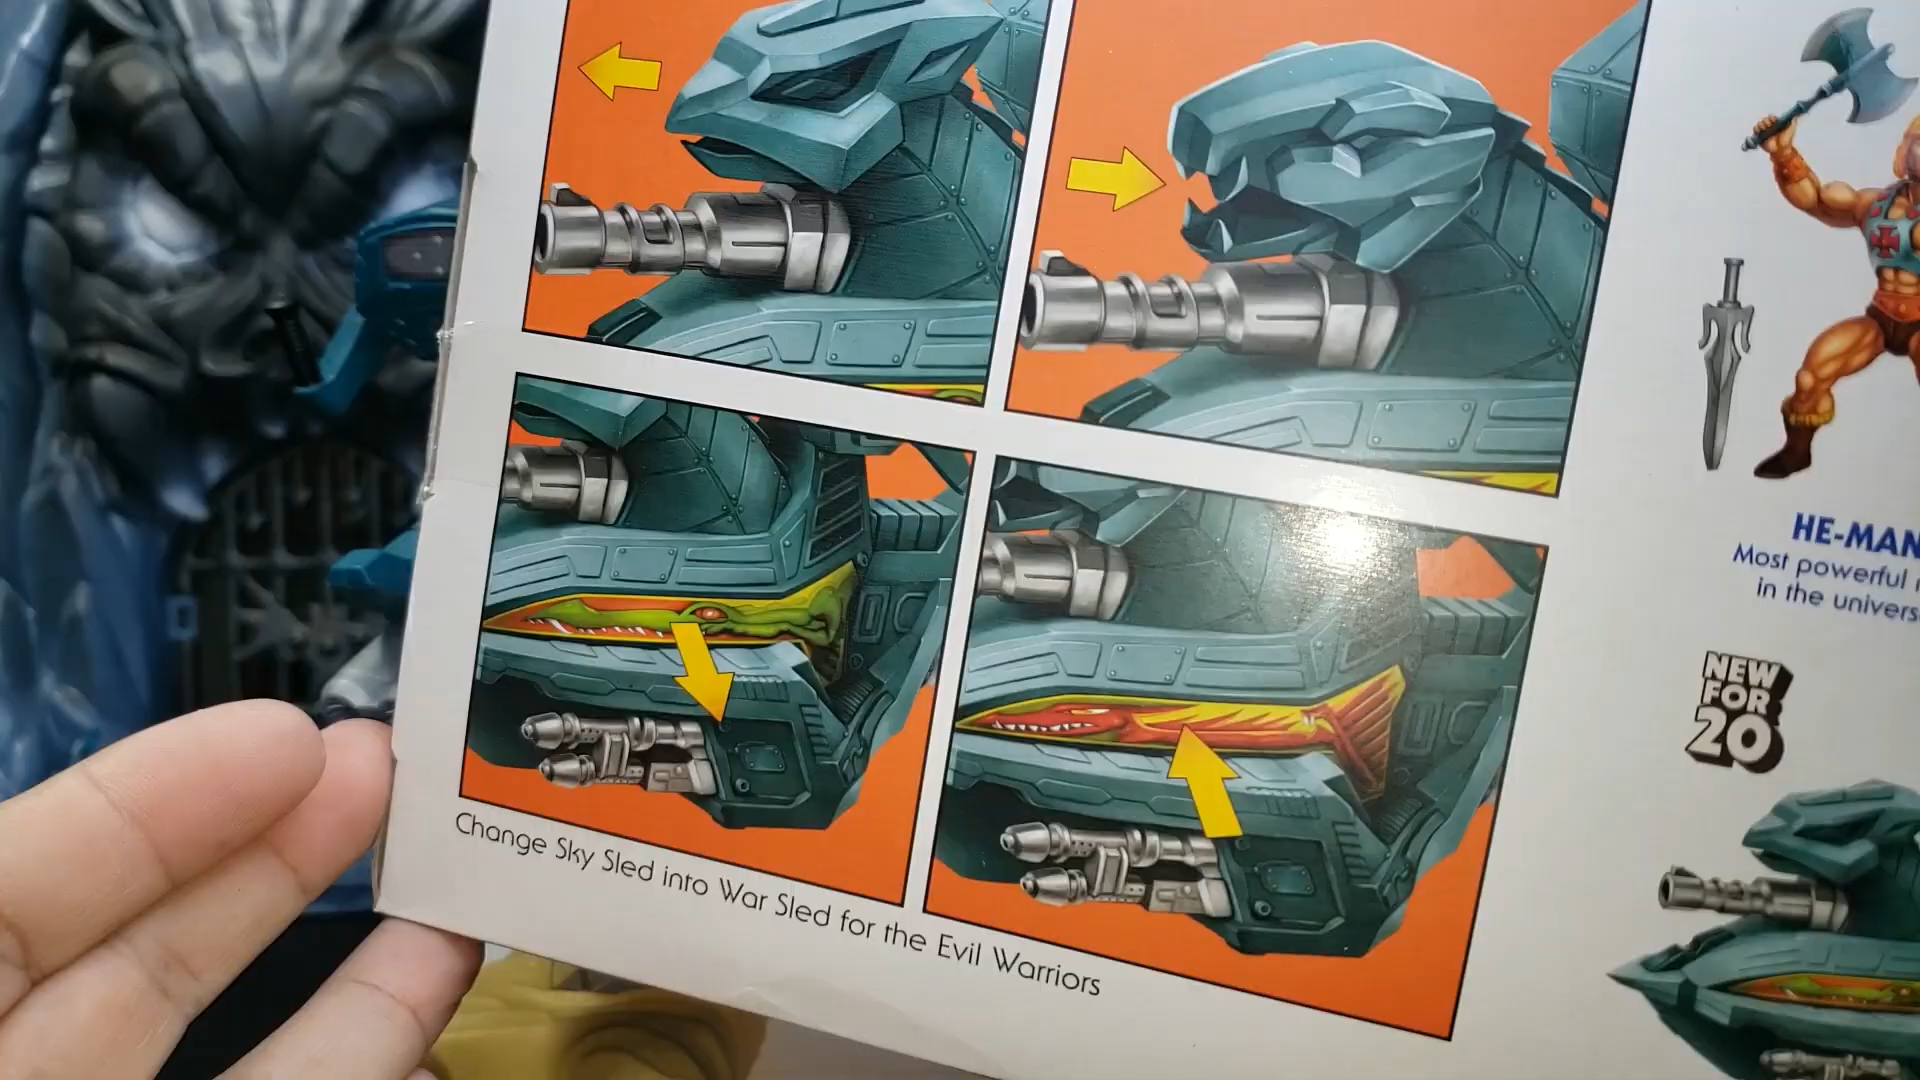 Change Sky Sled into War Sled for the Evil Warriors
HE-MAN
Most powerful
in the univers
NEW
FOR
20